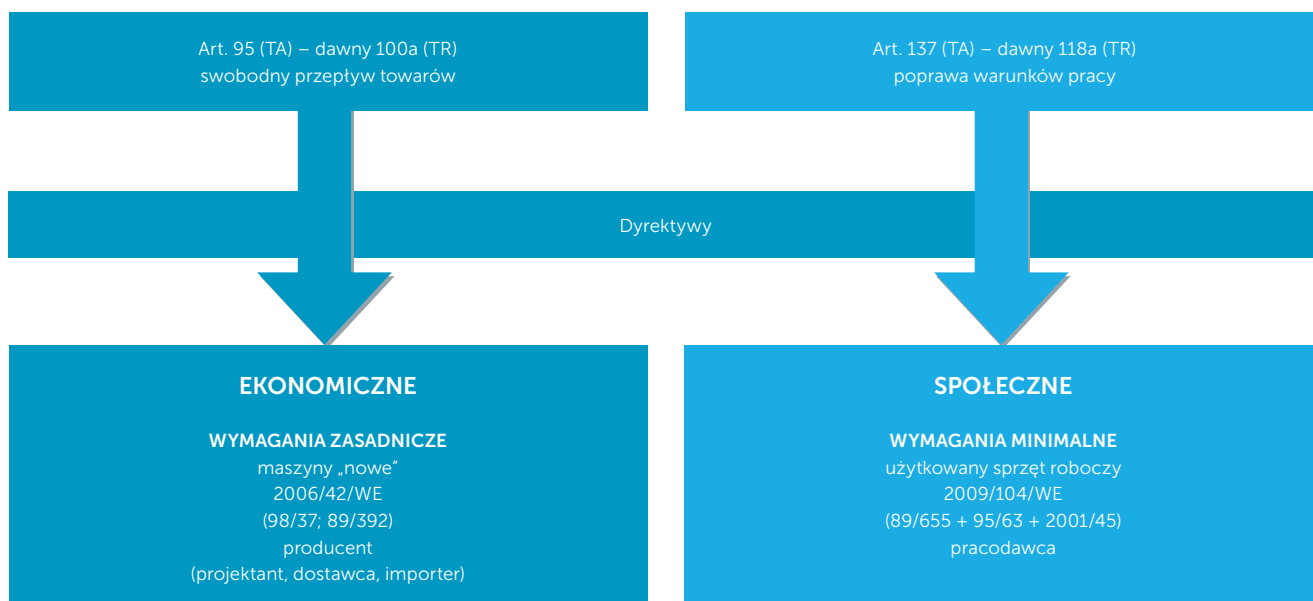 Art. 95 (TA) – dawny 100a (TR)
swobodny przepływ towarów
Art. 137 (TA) – dawny 118a (TR)
poprawa warunków pracy
Dyrektywy
EKONOMICZNE
WYMAGANIA ZASADNICZE
maszyny „nowe”
2006/42/WE
(98/37; 89/392)
producent
(projektant, dostawca, importer)
SPOŁECZNE
WYMAGANIA MINIMALNE
użytkowany sprzęt roboczy
2009/104/WE
(89/655 + 95/63 + 2001/45)
pracodawca